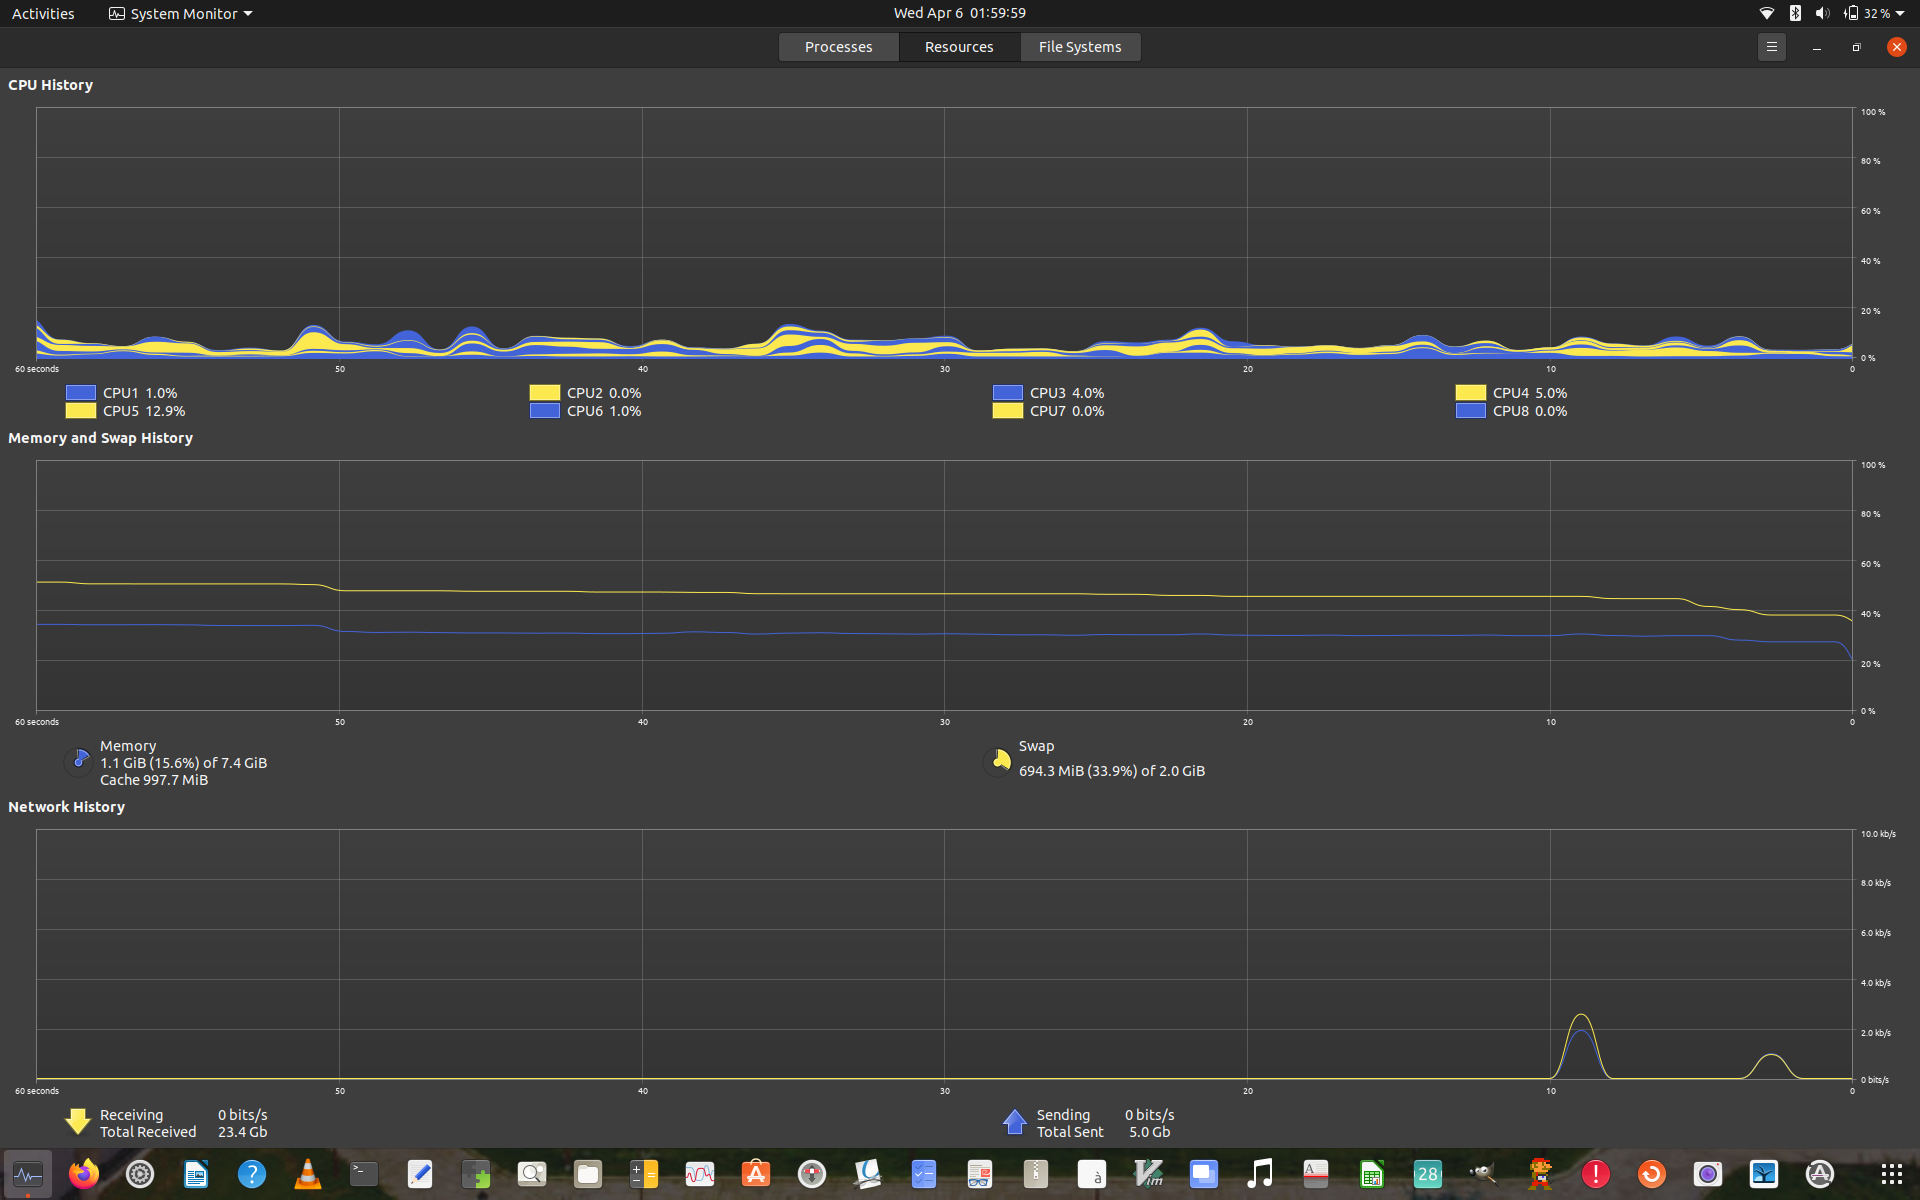 Activities System Monitor Wed Apr 6 01:59:59 32 %
Processes Resources File Systems
CPU History
100 %
80 %
60 %
40 %
20 %
0 %
60 seconds 50 40 30 20 10 0
CPU1 1.0% CPU2 0.0% CPU3 4.0% CPU4 5.0%
CPU5 12.9% CPU6 1.0% CPU7 0.0% CPU8 0.0%
Memory and Swap History
100 %
80 %
60 %
40 %
20 %
0 %
60 seconds 50 40 30 20 10 0
Memory
1.1 GiB (15.6%) of 7.4 GiB
Cache 997.7 MiB
Swap
694.3 MiB (33.9%) of 2.0 GiB
Network History
10.0 kb/s
8.0 kb/s
6.0 kb/s
4.0 kb/s
2.0 kb/s
0 bits/s
60 seconds 50 40 30 20 10 0
Receiving 0 bits/s
Total Received 23.4 Gb
Sending 0 bits/s
Total Sent 5.0 Gb
? >_ A à Vim A 28 !